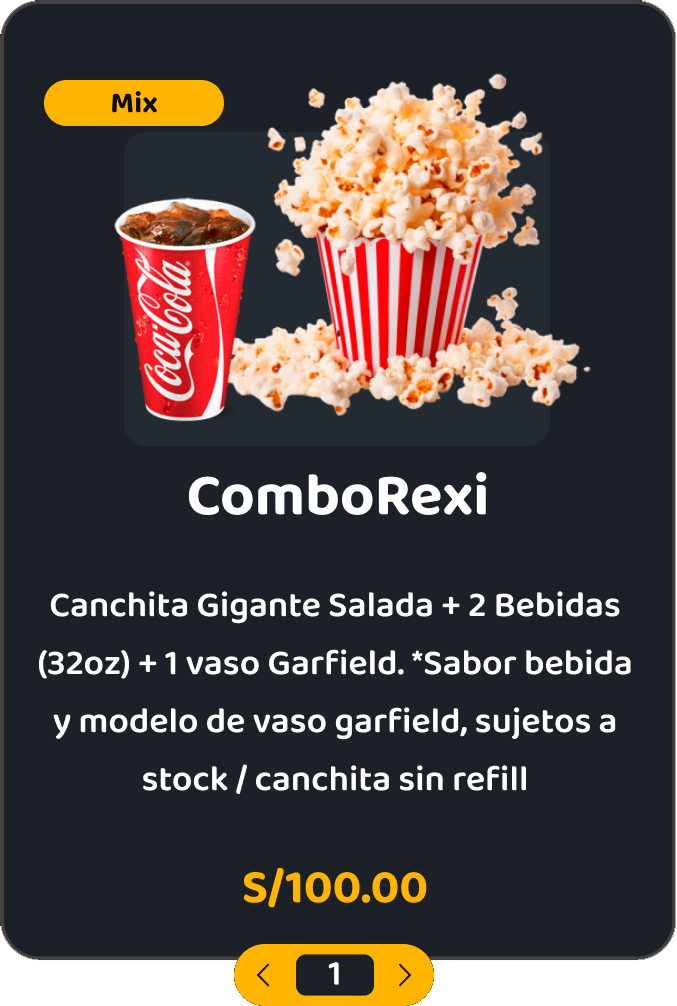 Mix
Coca-Cola
ComboRexi
Canchita Gigante Salada + 2 Bebidas
(32oz) + 1 vaso Garfield. *Sabor bebida
y modelo de vaso garfield, sujetos a
stock / canchita sin refill
S/100.00
1